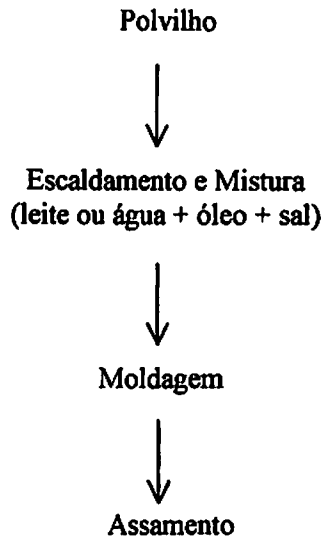 Polvilho
Escaldamento e Mistura
(leite ou água + óleo + sal)
Moldagem
Assamento